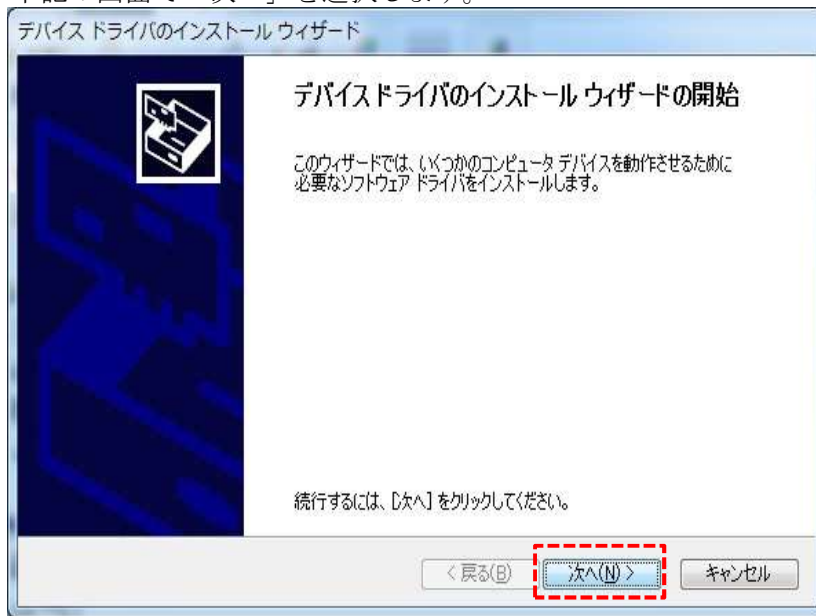 デバイス ドライバのインストール ウィザード
デバイス ドライバのインストール ウィザードの開始
このウィザードでは、いくつかのコンピュータ デバイスを動作させるために
必要なソフトウェア ドライバをインストールします。
続行するには、[次へ] をクリックしてください。
< 戻る(B)
次へ(N) >
キャンセル